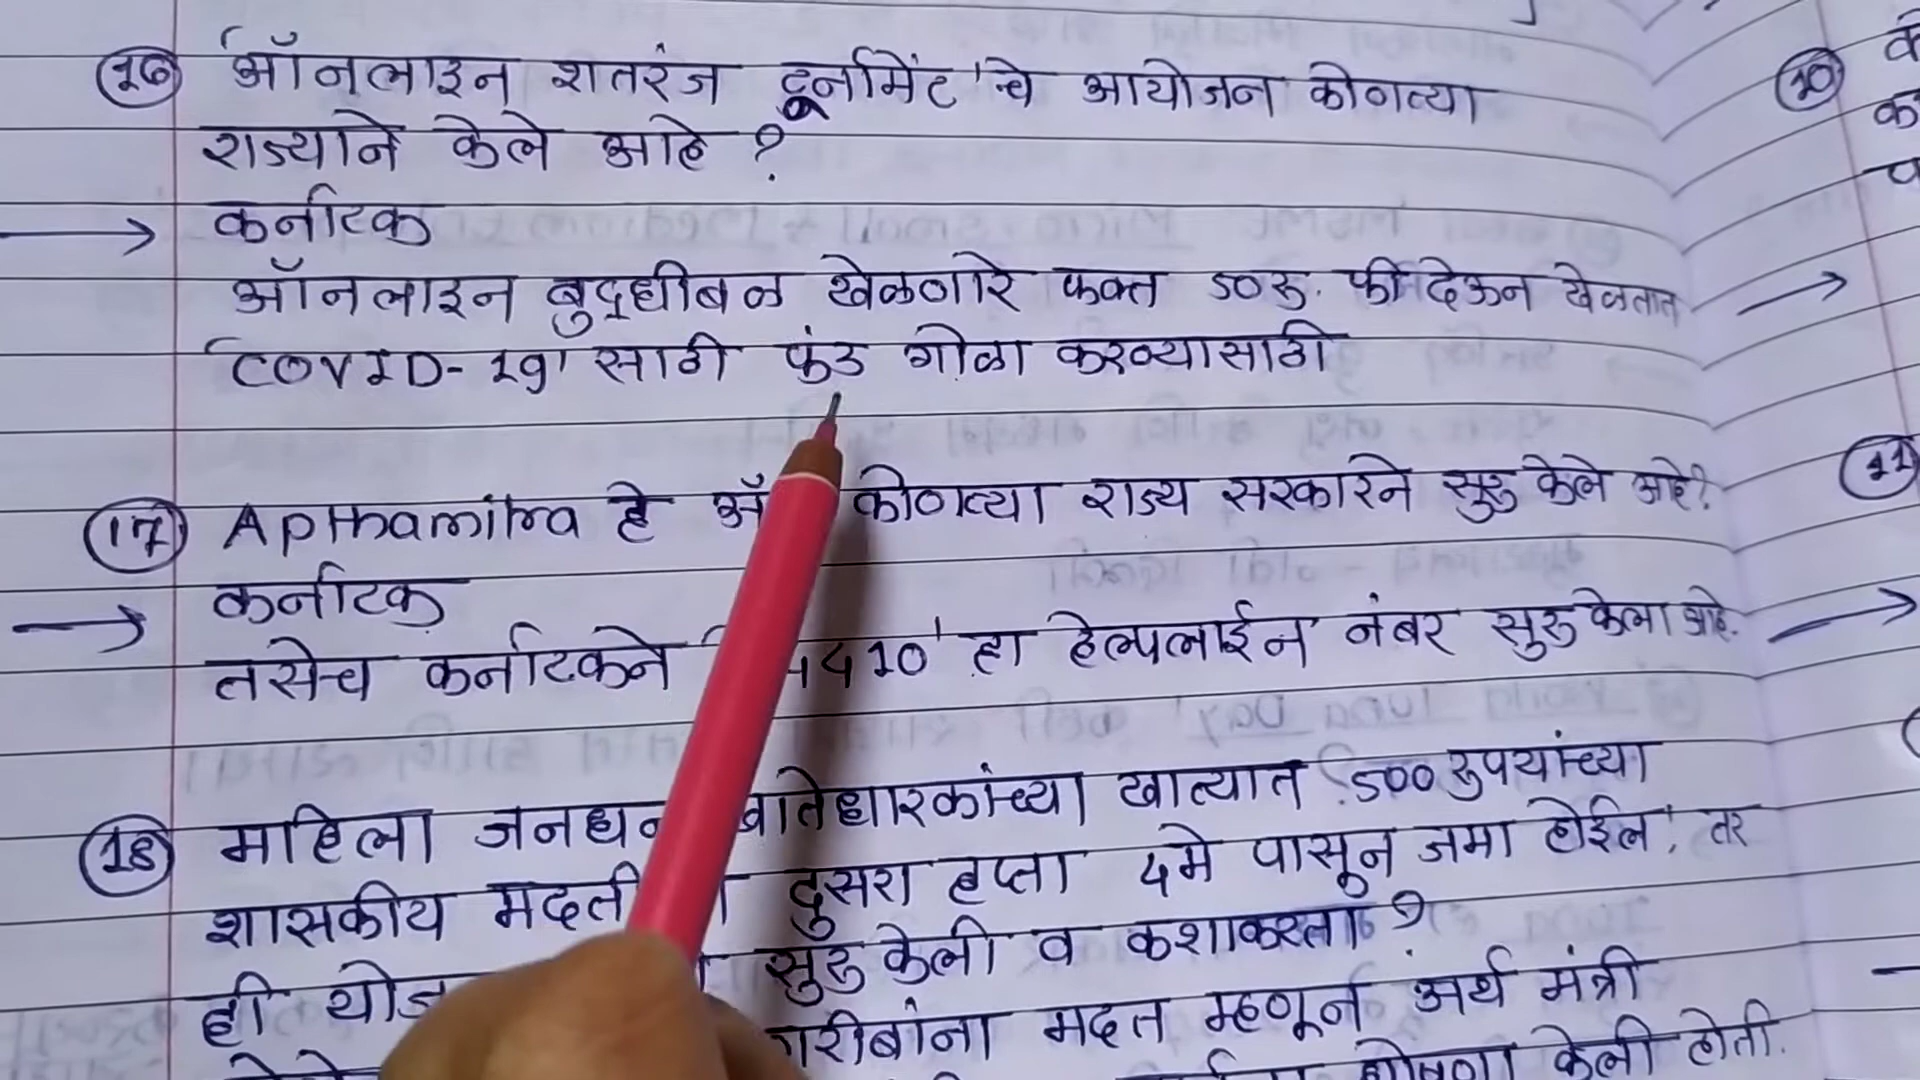 16 'ऑनलाइन शतरंज टूर्नामेंट' चे आयोजन कोणत्या
राज्याने केले आहे ?
→ कर्नाटक
ऑनलाइन बुद्धीबळ खेळणारे फक्त 50रु. फी देऊन खेळतात
'COVID-19' साठी फंड गोळा करण्यासाठी
17 Apthamitra हे कोणत्या राज्य सरकारने सुरु केले आहे?
→ कर्नाटक
तसेच कर्नाटकने 410' हा हेल्पलाईन नंबर सुरु केला आहे.
18 महिला जनधन खातेधारकांच्या खात्यात 500 रुपयांच्या
शासकीय मदती दुसरा हप्ता 4मे पासून जमा होईल, तर
ही सुरु केली व कशाकरता ?
गरीबांना मदत म्हणून अर्थ मंत्री
घोषणा केली होती.
10
11